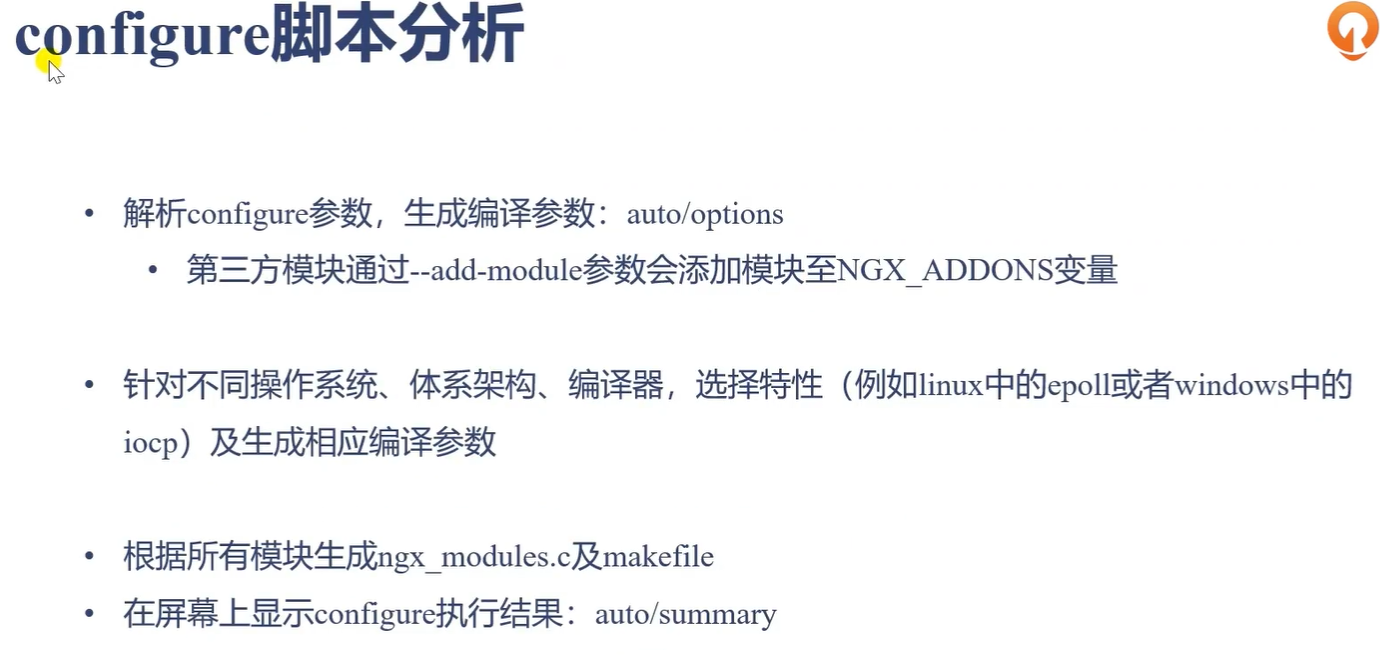 configure脚本分析
• 解析configure参数，生成编译参数：auto/options
• 第三方模块通过--add-module参数会添加模块至NGX_ADDONS变量
• 针对不同操作系统、体系架构、编译器，选择特性（例如linux中的epoll或者windows中的
iocp）及生成相应编译参数
• 根据所有模块生成ngx_modules.c及makefile
• 在屏幕上显示configure执行结果：auto/summary